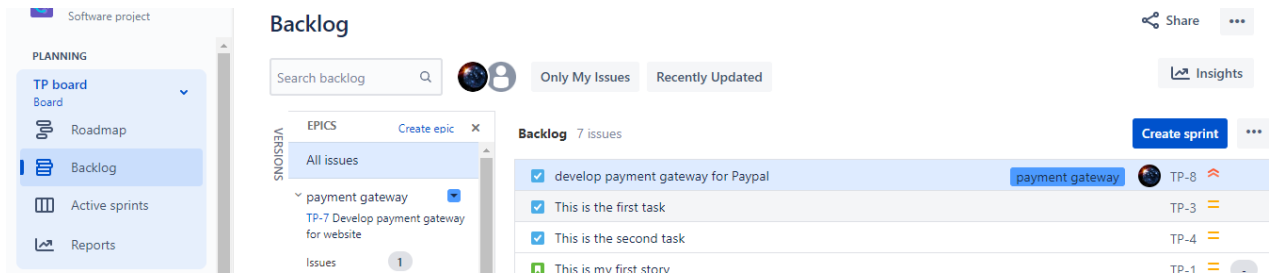 Software project
PLANNING
TP board
Board
Roadmap
Backlog
Active sprints
Reports
Backlog
Share
Search backlog
Only My Issues
Recently Updated
Insights
VERSIONS
EPICS
Create epic
All issues
payment gateway
TP-7 Develop payment gateway
for website
Issues 1
Backlog 7 issues
Create sprint
develop payment gateway for Paypal payment gateway TP-8
This is the first task TP-3
This is the second task TP-4
This is my first story TP-1